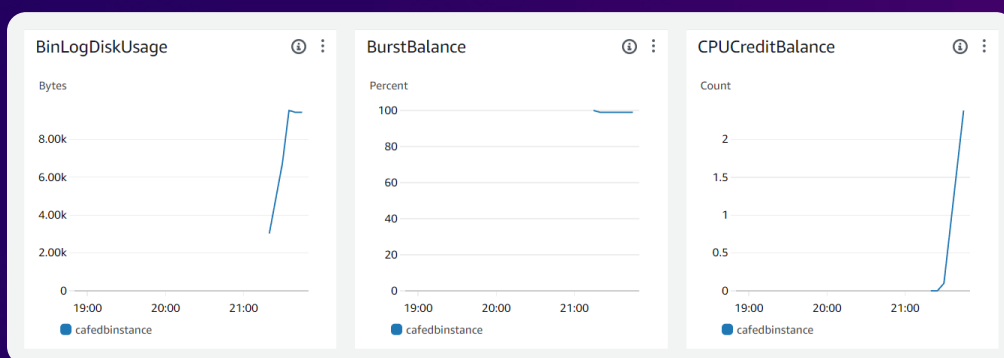 BinLogDiskUsage
Bytes
8.00k
6.00k
4.00k
2.00k
0
19:00 20:00 21:00
cafedbinstance
BurstBalance
Percent
100
80
60
40
20
0
19:00 20:00 21:00
cafedbinstance
CPUCreditBalance
Count
2
1.5
1
0.5
0
19:00 20:00 21:00
cafedbinstance